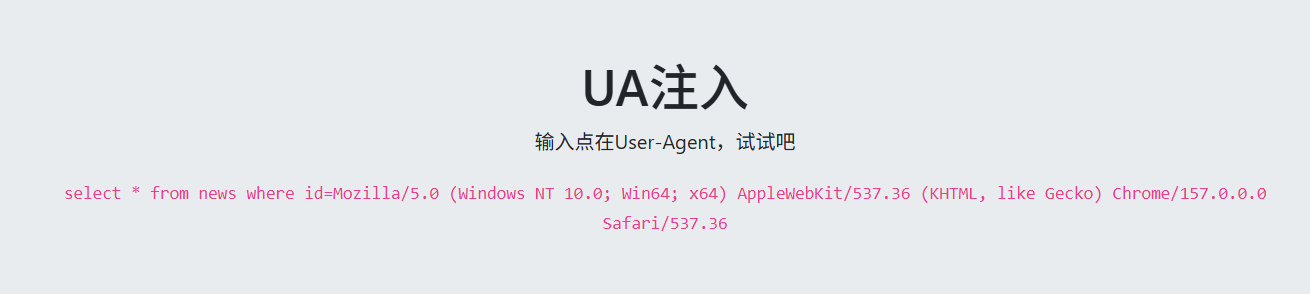 UA注入
输入点在User-Agent，试试吧
select * from news where id=Mozilla/5.0 (Windows NT 10.0; Win64; x64) AppleWebKit/537.36 (KHTML, like Gecko) Chrome/157.0.0.0
Safari/537.36